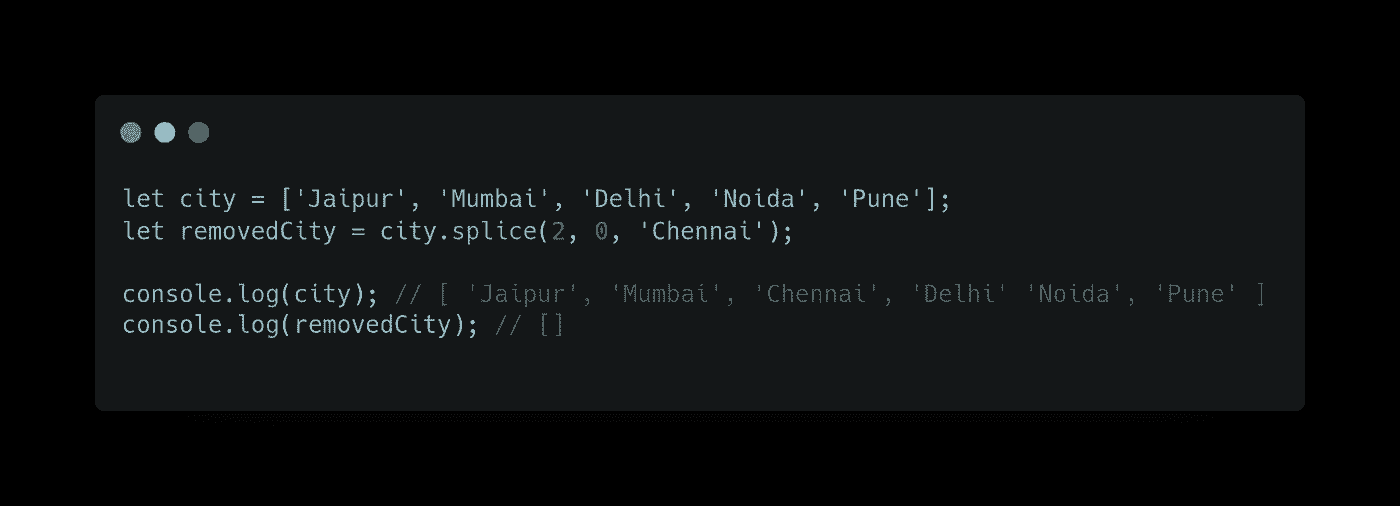 let city = ['Jaipur', 'Mumbai', 'Delhi', 'Noida', 'Pune'];
let removedCity = city.splice(2, 0, 'Chennai');
console.log(city); // [ 'Jaipur', 'Mumbai', 'Chennai', 'Delhi' 'Noida', 'Pune' ]
console.log(removedCity); // []